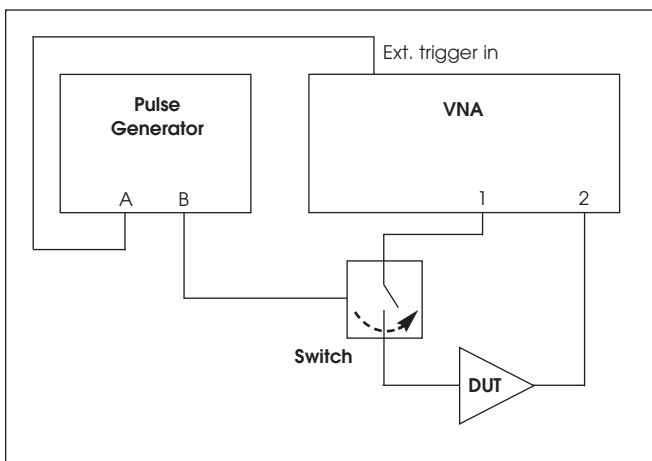 Ext. trigger in
Pulse
Generator
VNA
A
B
1
2
Switch
DUT